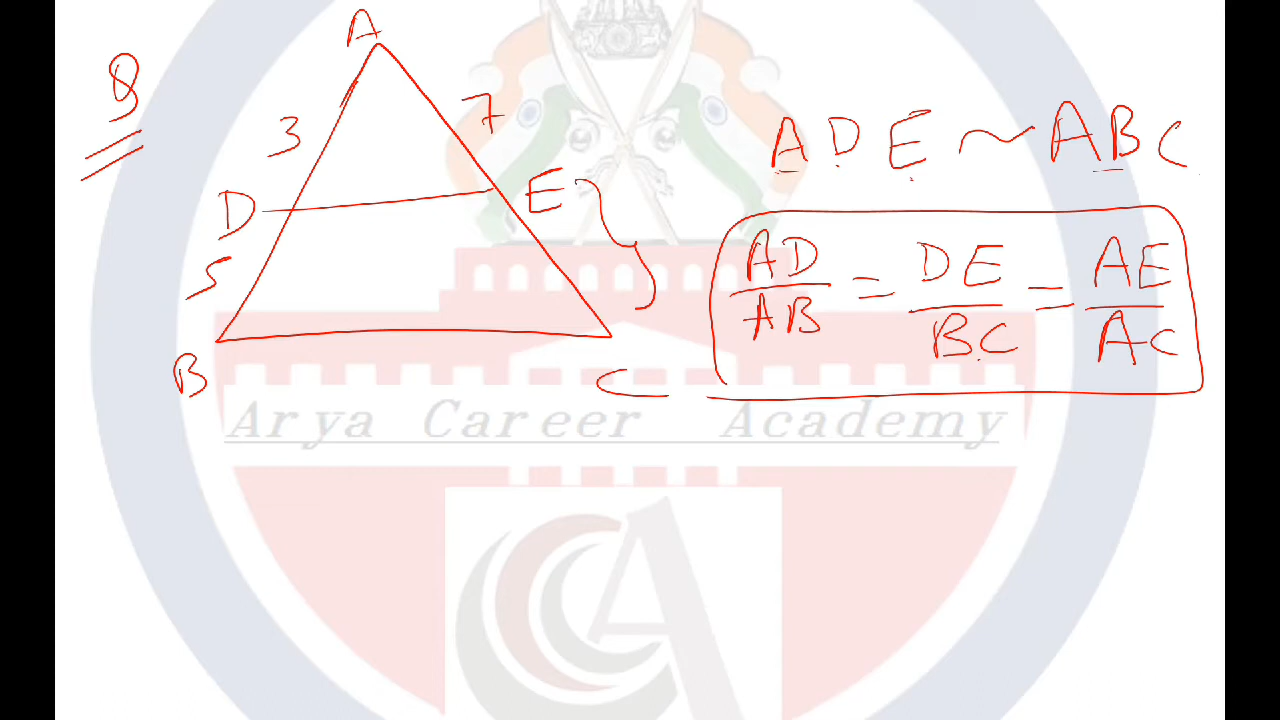 8
A
3
7
D
E
5
B
C
ADE ~ ABC
AD/AB = DE/BC = AE/AC
Arya Career Academy